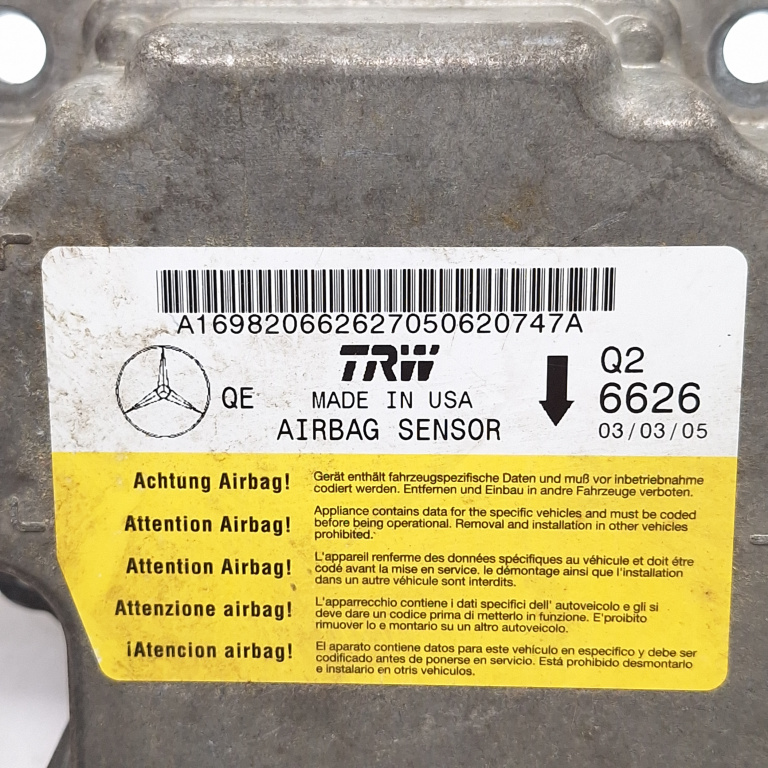 A169820662627050620747A
TRW
QE
MADE IN USA
AIRBAG SENSOR
Q2
6626
03/03/05
Achtung Airbag!
Gerät enthält fahrzeugspezifische Daten und muß vor inbetriebnahme
codiert werden. Entfernen und Einbau in andre Fahrzeuge verboten.
Attention Airbag!
Appliance contains data for the specific vehicles and must be coded
before being operational. Removal and installation in other vehicles
prohibited.
Attention Airbag!
L'appareil renferme des données spécifiques au véhicule et doit étre
codé avant la mise en service. le démontage ainsi que l'installation
dans un autre véhicule sont interdits.
Attenzione airbag!
L'apparrecchio contiene i dati specifici dell' autoveicolo e gli si
deve dare un codice prima di metterlo in funzione. E'proibito
rimuover lo e montario su un altro autoveicolo.
¡Atencion airbag!
El aparato contiene datos para este vehículo en especifico y debe ser
codificado antes de ponerse en servicio. Está prohibido desmontarlo
e instalario en otris vehículos.